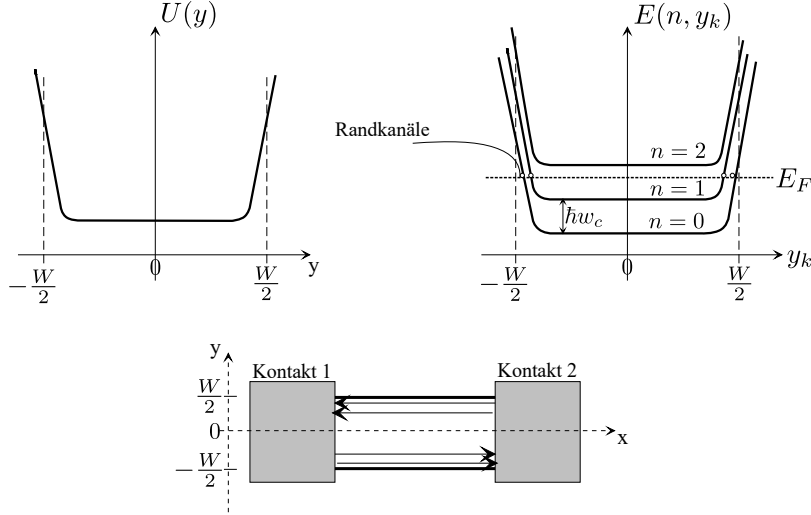 U(y)
−W/2
0
W/2
y
E(n, y_k)
Randkanäle
n = 2
E_F
n = 1
ħw_c
n = 0
−W/2
0
W/2
y_k
y
Kontakt 1
Kontakt 2
W/2
0
x
−W/2